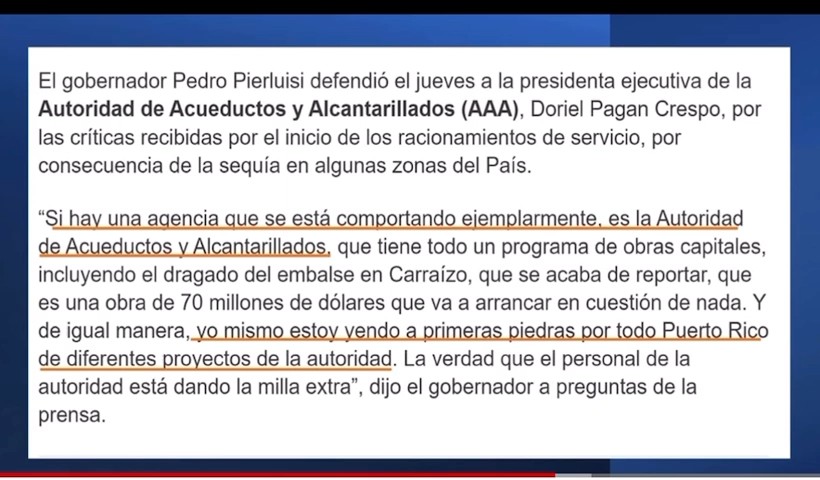 El gobernador Pedro Pierluisi defendió el jueves a la presidenta ejecutiva de la
Autoridad de Acueductos y Alcantarillados (AAA), Doriel Pagan Crespo, por
las críticas recibidas por el inicio de los racionamientos de servicio, por
consecuencia de la sequía en algunas zonas del País.
“Si hay una agencia que se está comportando ejemplarmente, es la Autoridad
de Acueductos y Alcantarillados, que tiene todo un programa de obras capitales,
incluyendo el dragado del embalse en Carraízo, que se acaba de reportar, que
es una obra de 70 millones de dólares que va a arrancar en cuestión de nada. Y
de igual manera, yo mismo estoy yendo a primeras piedras por todo Puerto Rico
de diferentes proyectos de la autoridad. La verdad que el personal de la
autoridad está dando la milla extra”, dijo el gobernador a preguntas de la
prensa.